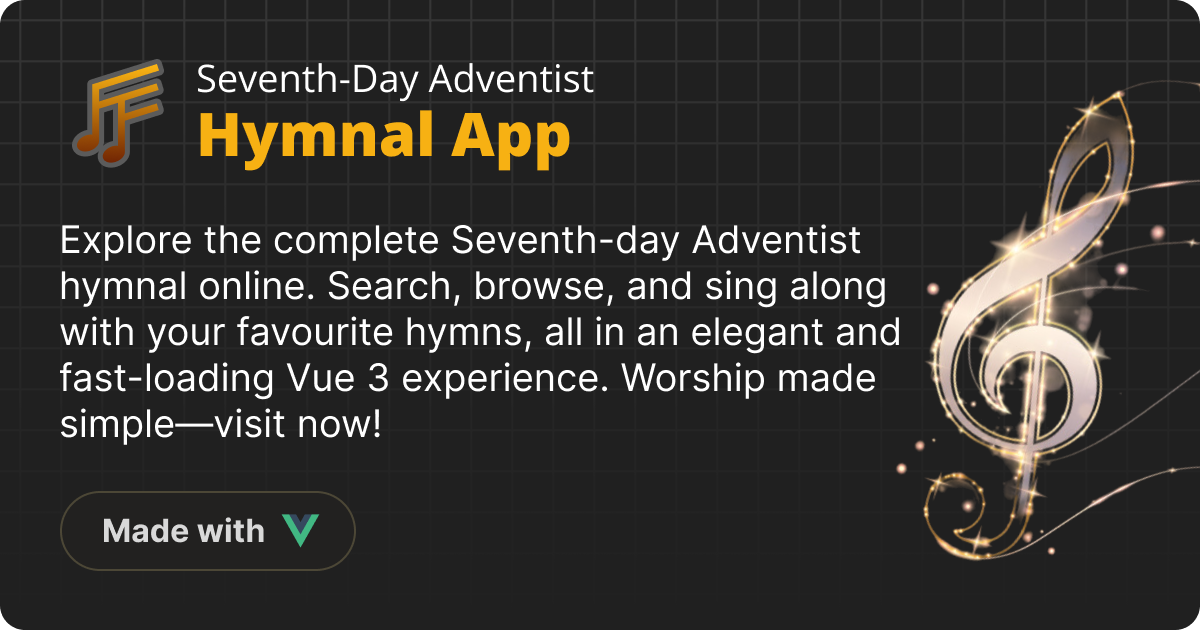 Seventh-Day Adventist
Hymnal App
Explore the complete Seventh-day Adventist
hymnal online. Search, browse, and sing along
with your favourite hymns, all in an elegant and
fast-loading Vue 3 experience. Worship made
simple—visit now!
Made with